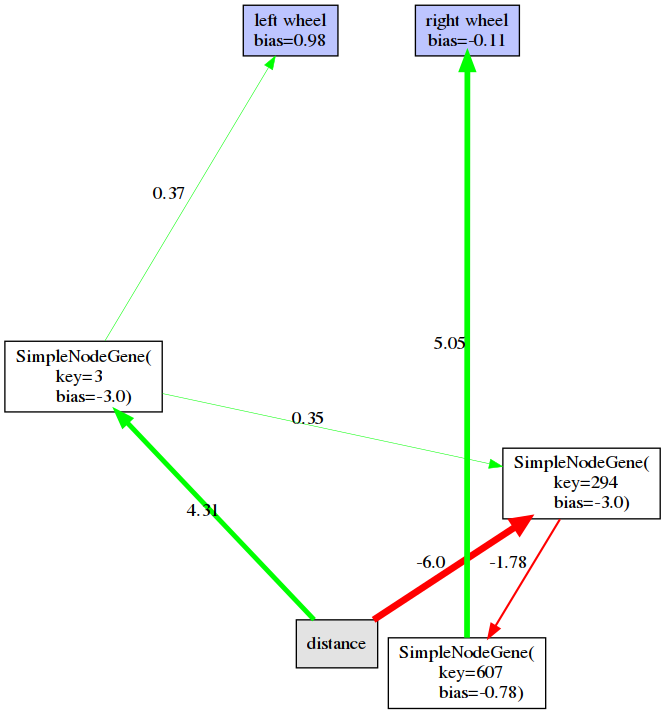 left wheel
bias=0.98
right wheel
bias=-0.11
0.37
5.05
SimpleNodeGene(
key=3
bias=-3.0)
0.35
SimpleNodeGene(
key=294
bias=-3.0)
4.31
-6.0
-1.78
distance
SimpleNodeGene(
key=607
bias=-0.78)